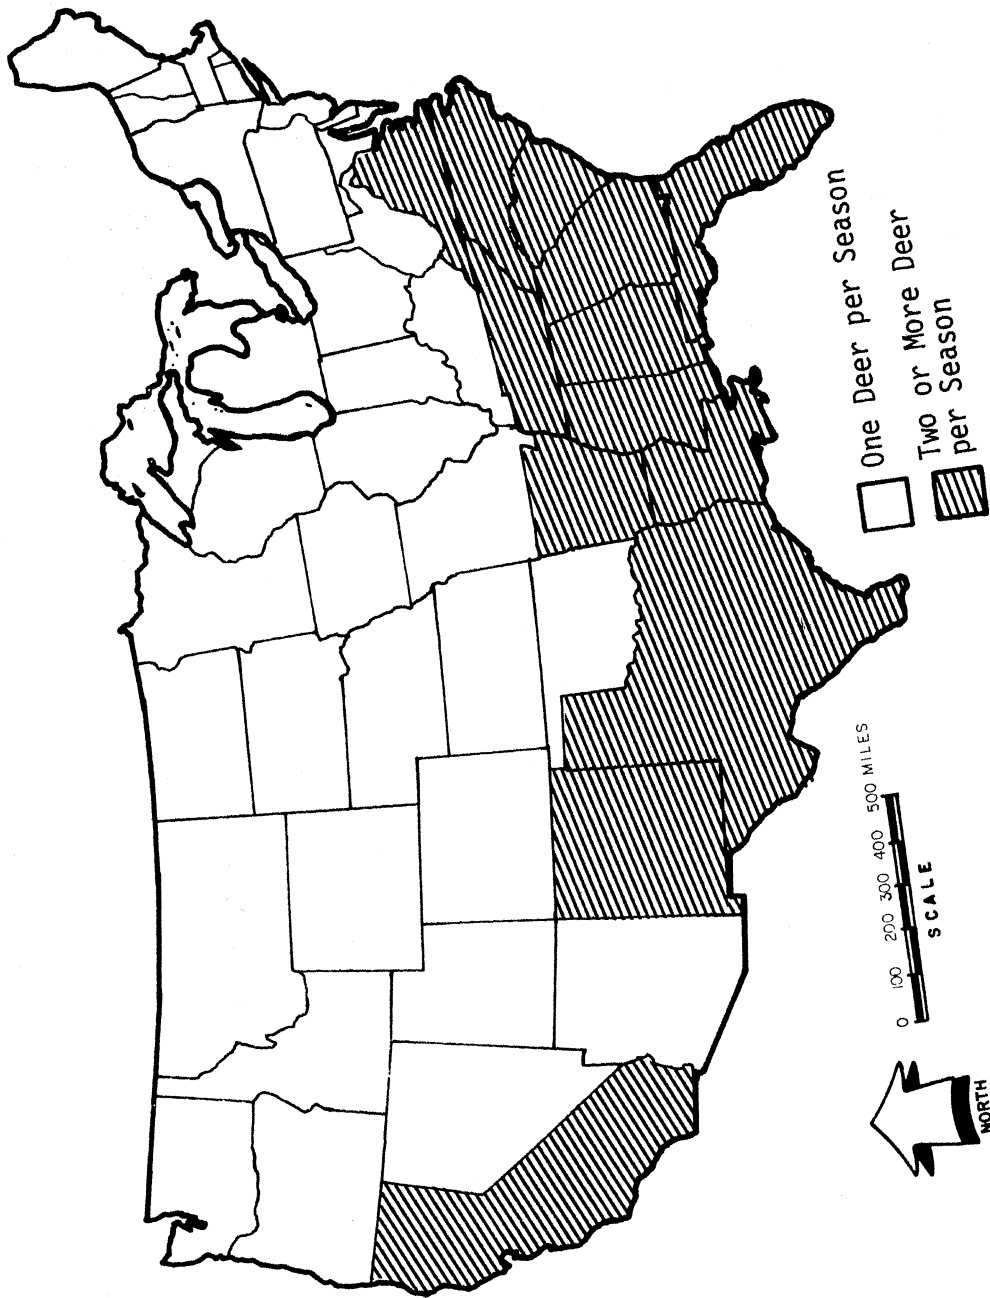 One Deer per Season
Two or More Deer
per Season
0 100 200 300 400 500 MILES
SCALE
NORTH